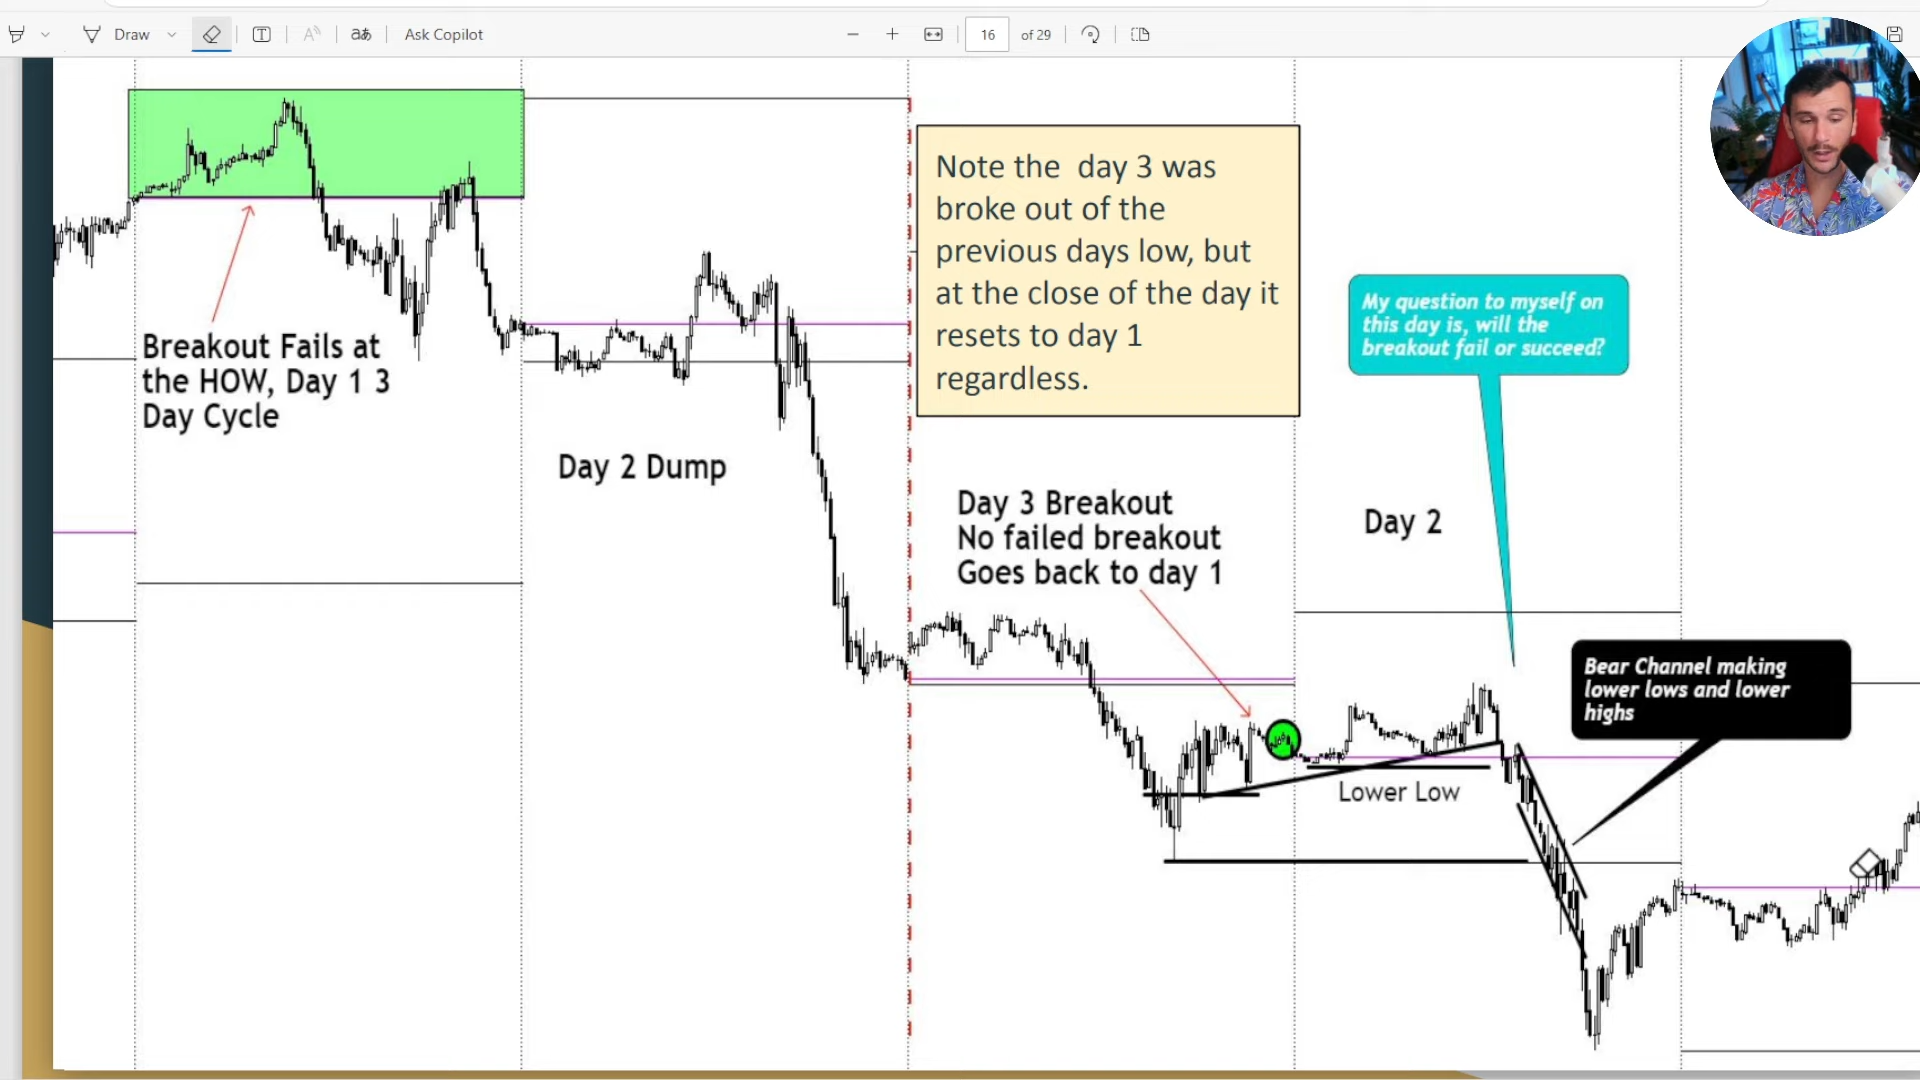 Draw
Ask Copilot
16
of 29
Breakout Fails at
the HOW, Day 1 3
Day Cycle
Day 2 Dump
Note the day 3 was
broke out of the
previous days low, but
at the close of the day it
resets to day 1
regardless.
Day 3 Breakout
No failed breakout
Goes back to day 1
My question to myself on
this day is, will the
breakout fail or succeed?
Day 2
Bear Channel making
lower lows and lower
highs
Lower Low